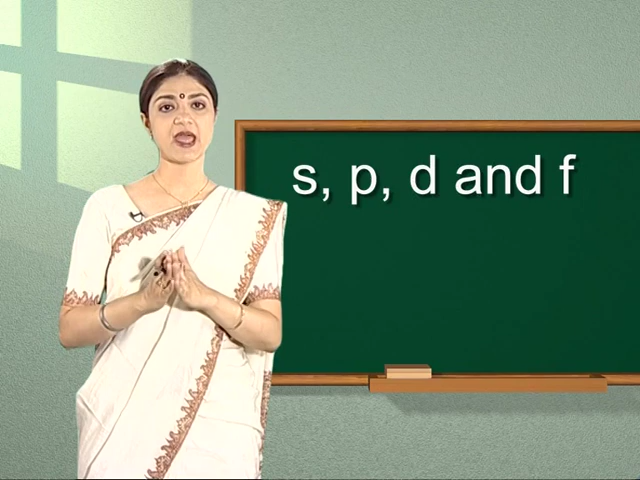 s, p, d and f